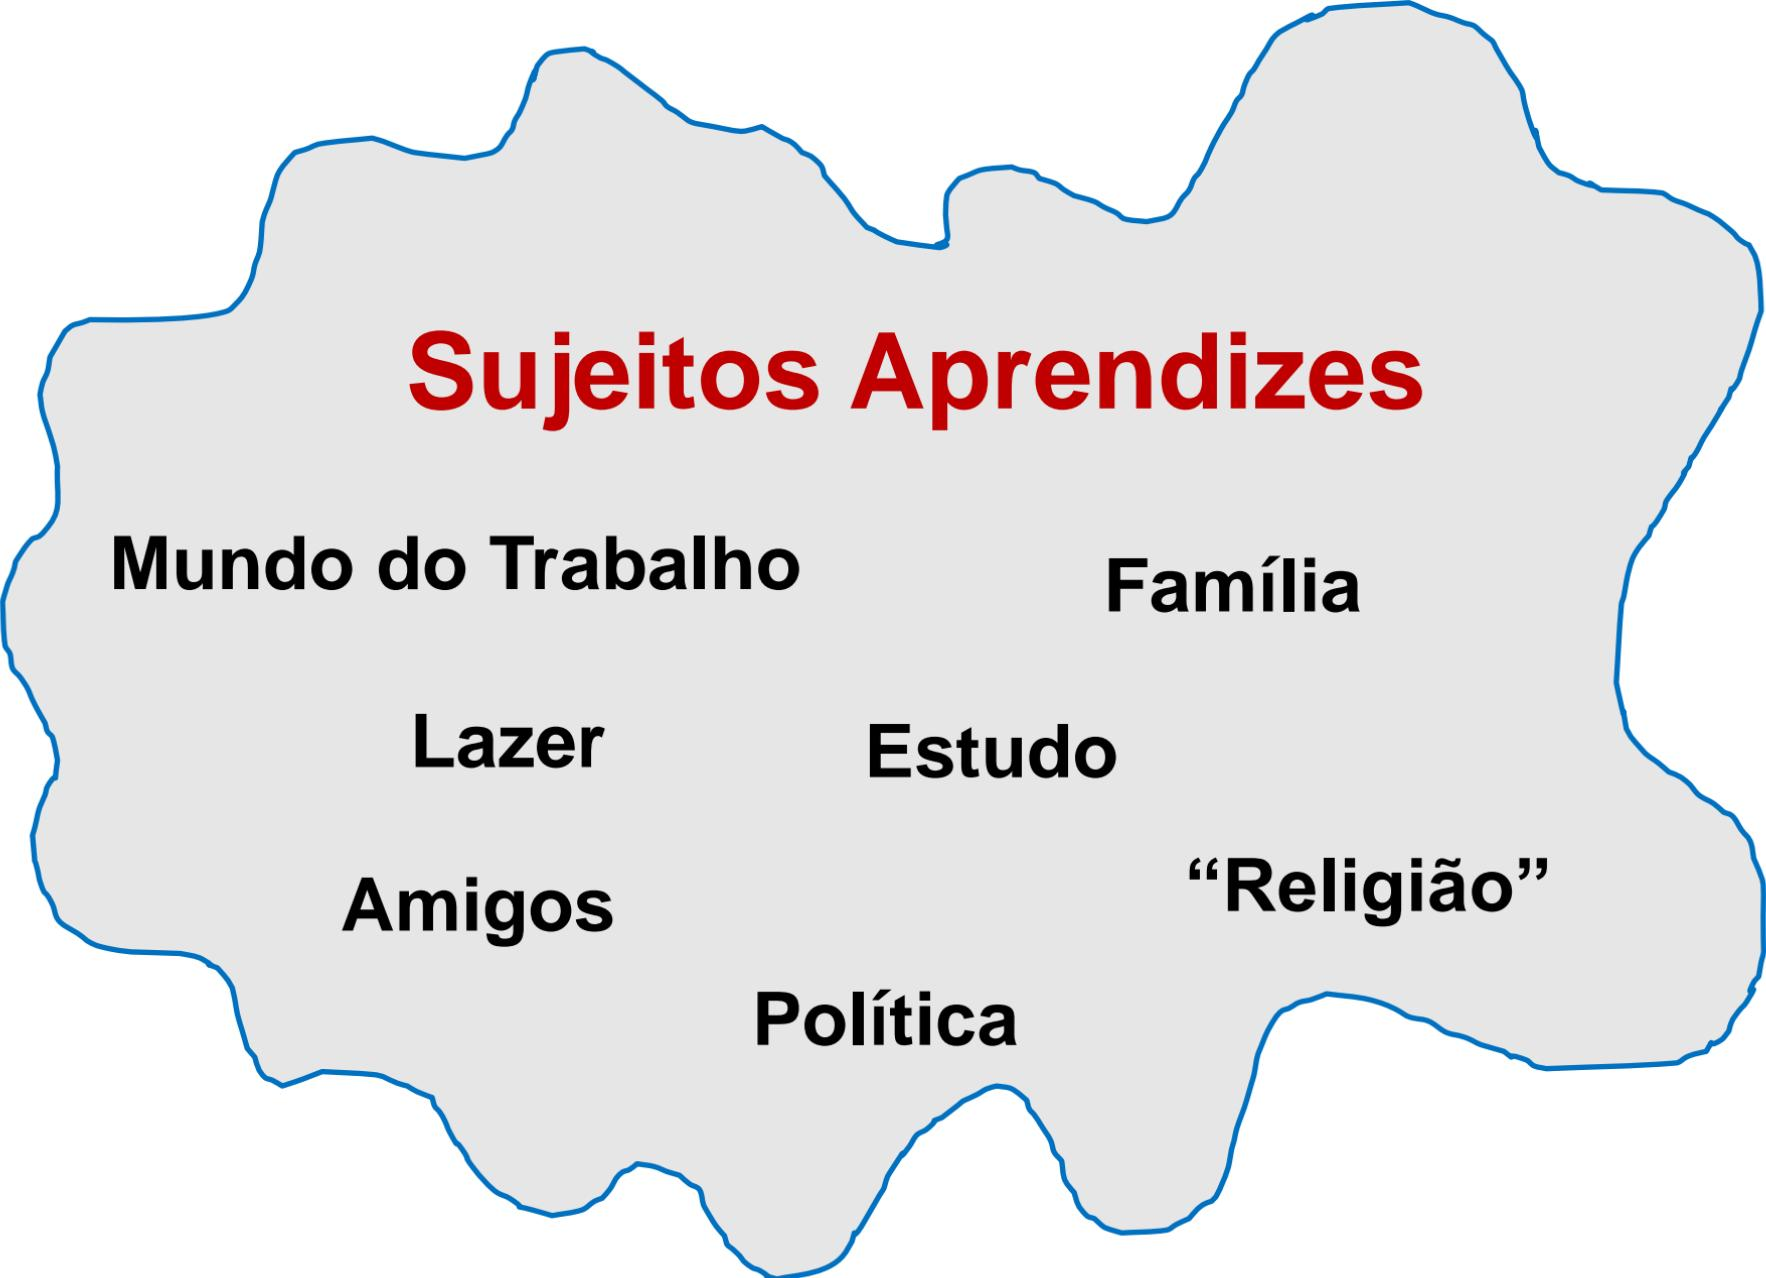 Sujeitos Aprendizes
Mundo do Trabalho
Família
Lazer
Estudo
Amigos
“Religião”
Política